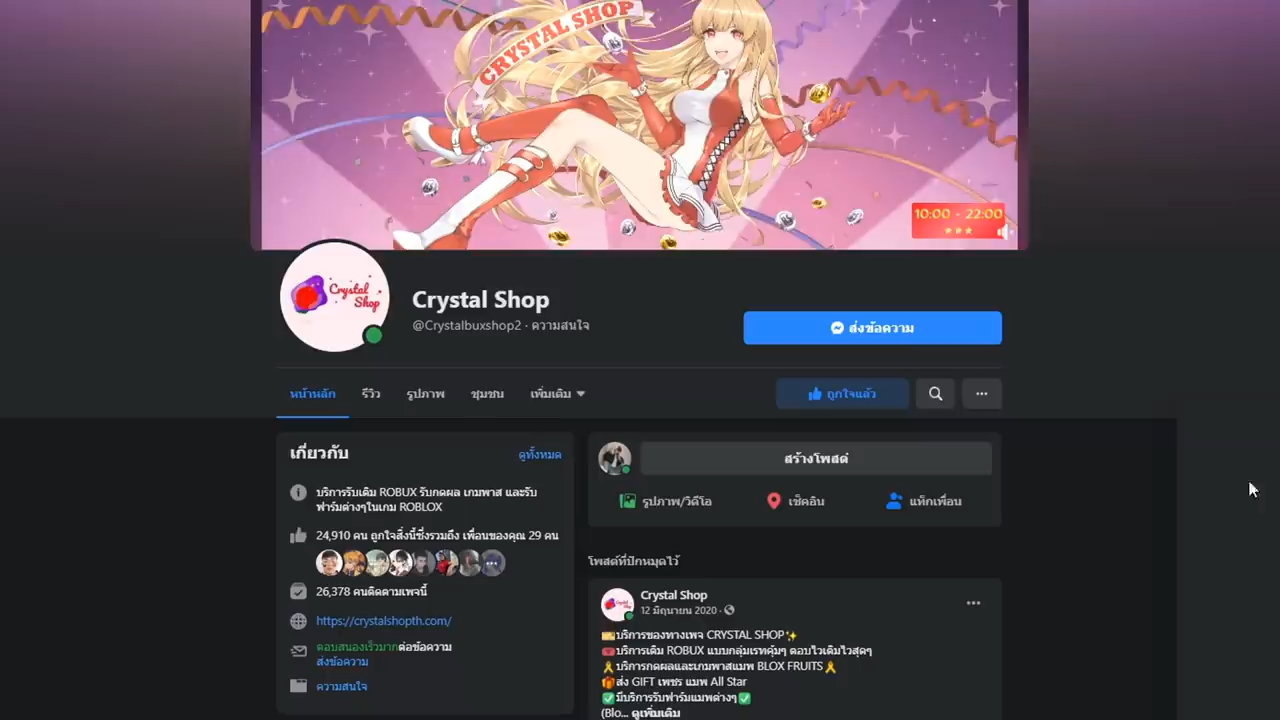 CRYSTAL SHOP
10:00 - 22:00
Crystal Shop
Crystal Shop
@Crystalbuxshop2 · ความสนใจ
ส่งข้อความ
หน้าหลัก
รีวิว
รูปภาพ
ชุมชน
เพิ่มเติม
ถูกใจแล้ว
เกี่ยวกับ
ดูทั้งหมด
บริการรับเติม ROBUX รับกดผล เกมพาส และรับ
ฟาร์มต่างๆในเกม ROBLOX
24,910 คน ถูกใจสิ่งนี้ซึ่งรวมถึง เพื่อนของคุณ 29 คน
26,378 คนติดตามเพจนี้
https://crystalshopth.com/
ตอบสนองเร็วมากต่อข้อความ
ส่งข้อความ
ความสนใจ
สร้างโพสต์
รูปภาพ/วิดีโอ
เช็คอิน
แท็กเพื่อน
โพสต์ที่ปักหมุดไว้
Crystal Shop
12 มิถุนายน 2020 ·
บริการของทางเพจ CRYSTAL SHOP
บริการเติม ROBUX แบบกลุ่มเรทคุ้มๆ ตอบไวเติมไวสุดๆ
บริการกดผลและเกมพาสแมพ BLOX FRUITS
ส่ง GIFT เพชร แมพ All Star
มีบริการรับฟาร์มแมพต่างๆ
(Blo... ดูเพิ่มเติม